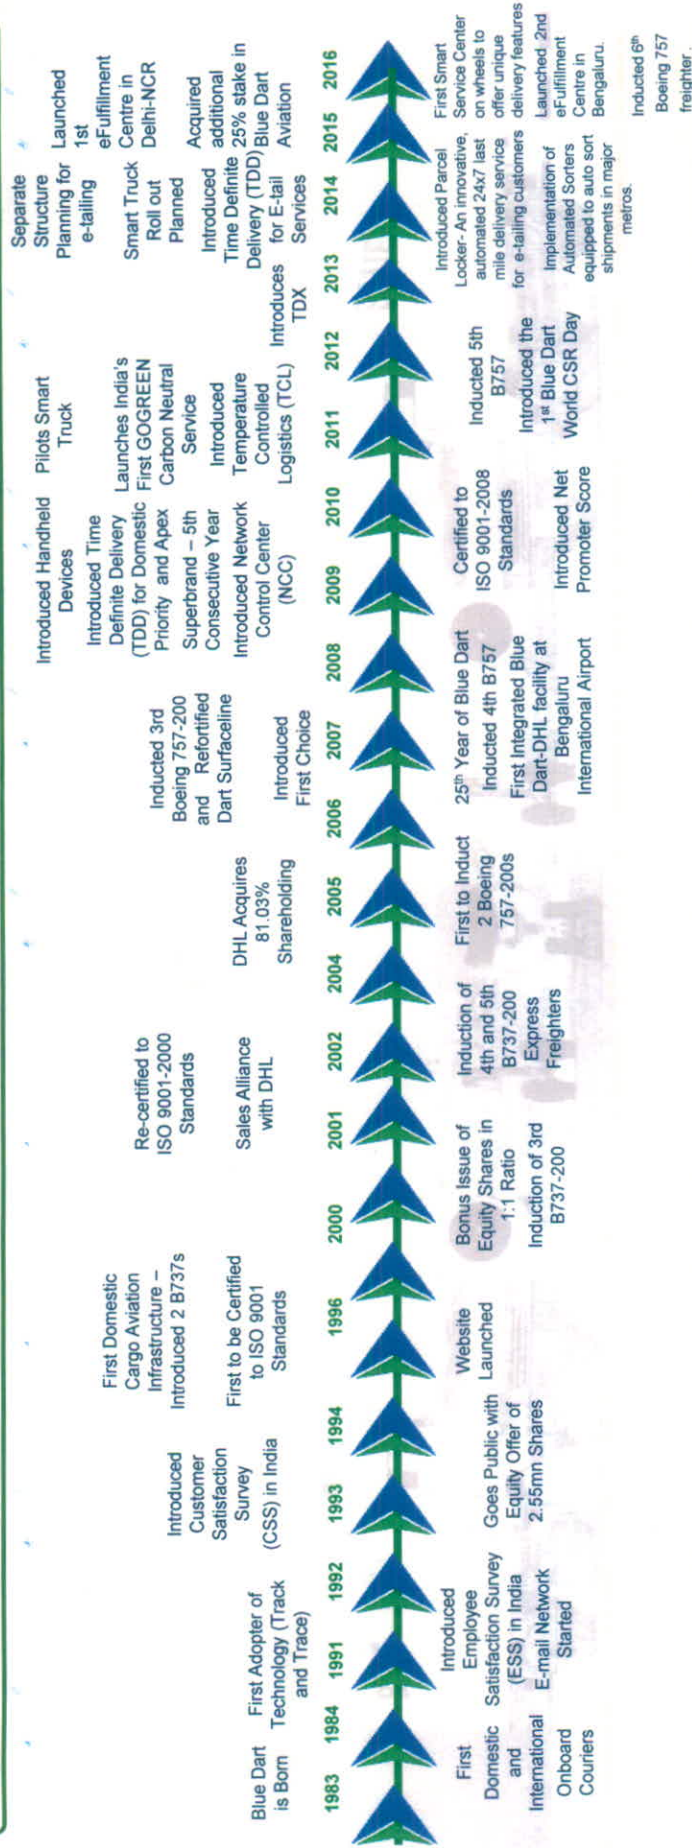 Blue Dart
is Born
First Adopter of
Technology (Track
and Trace)
Introduced
Customer
Satisfaction
Survey
(CSS) in India
First Domestic
Cargo Aviation
Infrastructure –
Introduced 2 B737s
First to be Certified
to ISO 9001
Standards
Re-certified to
ISO 9001-2000
Standards
Sales Alliance
with DHL
DHL Acquires
81.03%
Shareholding
Inducted 3rd
Boeing 757-200
and Refortified
Dart Surfaceline
Introduced
First Choice
Introduced Handheld
Devices
Introduced Time
Definite Delivery
(TDD) for Domestic
Priority and Apex
Superbrand – 5th
Consecutive Year
Introduced Network
Control Center
(NCC)
Pilots Smart
Truck
Launches India's
First GOGREEN
Carbon Neutral
Service
Introduced
Temperature
Controlled
Logistics (TCL)
Introduces
TDX
Separate
Structure
Planning for
e-tailing
Smart Truck
Roll out
Planned
Introduced
Time Definite
Delivery (TDD)
for E-tail
Services
Launched
1st
eFulfillment
Centre in
Delhi-NCR
Acquired
additional
25% stake in
Blue Dart
Aviation
1983 1984 1991 1992 1993 1994 1996 2000 2001 2002 2004 2005 2006 2007 2008 2009 2010 2011 2012 2013 2014 2015 2016
First
Domestic
and
International
Onboard
Couriers
Introduced
Employee
Satisfaction Survey
(ESS) in India
E-mail Network
Started
Goes Public with
Equity Offer of
2.55mn Shares
Website
Launched
Bonus Issue of
Equity Shares in
1:1 Ratio
Induction of 3rd
B737-200
Induction of
4th and 5th
B737-200
Express
Freighters
First to Induct
2 Boeing
757-200s
25th Year of Blue Dart
Inducted 4th B757
First Integrated Blue
Dart-DHL facility at
Bengaluru
International Airport
Certified to
ISO 9001-2008
Standards
Introduced Net
Promoter Score
Inducted 5th
B757
Introduced the
1st Blue Dart
World CSR Day
Introduced Parcel
Locker- An innovative,
automated 24x7 last
mile delivery service
for e-tailing customers
Implementation of
Automated Sorters
equipped to auto sort
shipments in major
metros.
First Smart
Service Center
on wheels to
offer unique
delivery features
Launched 2nd
eFulfillment
Centre in
Bengaluru.
Inducted 6th
Boeing 757
freighter.